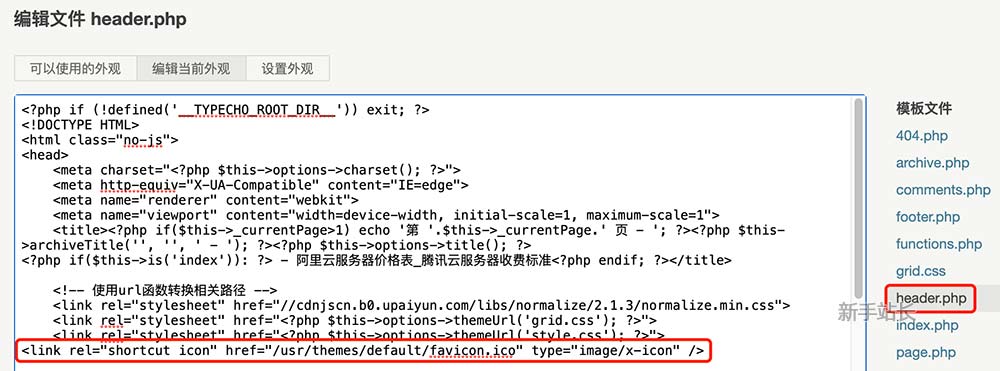 编辑文件 header.php
可以使用的外观
编辑当前外观
设置外观
<?php if (!defined('__TYPECHO_ROOT_DIR__')) exit; ?>
<!DOCTYPE HTML>
<html class="no-js">
<head>
    <meta charset="<?php $this->options->charset(); ?>">
    <meta http-equiv="X-UA-Compatible" content="IE=edge">
    <meta name="renderer" content="webkit">
    <meta name="viewport" content="width=device-width, initial-scale=1, maximum-scale=1">
    <title><?php if($this->_currentPage>1) echo '第 '.$this->_currentPage.' 页 - '; ?><?php $this-
>archiveTitle('', '', ' - '); ?><?php $this->options->title(); ?>
<?php if($this->is('index')): ?> - 阿里云服务器价格表_腾讯云服务器收费标准<?php endif; ?></title>
    <!-- 使用url函数转换相关路径 -->
    <link rel="stylesheet" href="//cdnjscn.b0.upaiyun.com/libs/normalize/2.1.3/normalize.min.css">
    <link rel="stylesheet" href="<?php $this->options->themeUrl('grid.css'); ?>">
    <link rel="stylesheet" href="<?php $this->options->themeUrl('style.css'); ?>">
<link rel="shortcut icon" href="/usr/themes/default/favicon.ico" type="image/x-icon" />
模板文件
404.php
archive.php
comments.php
footer.php
functions.php
grid.css
header.php
新手站长
index.php
page.php